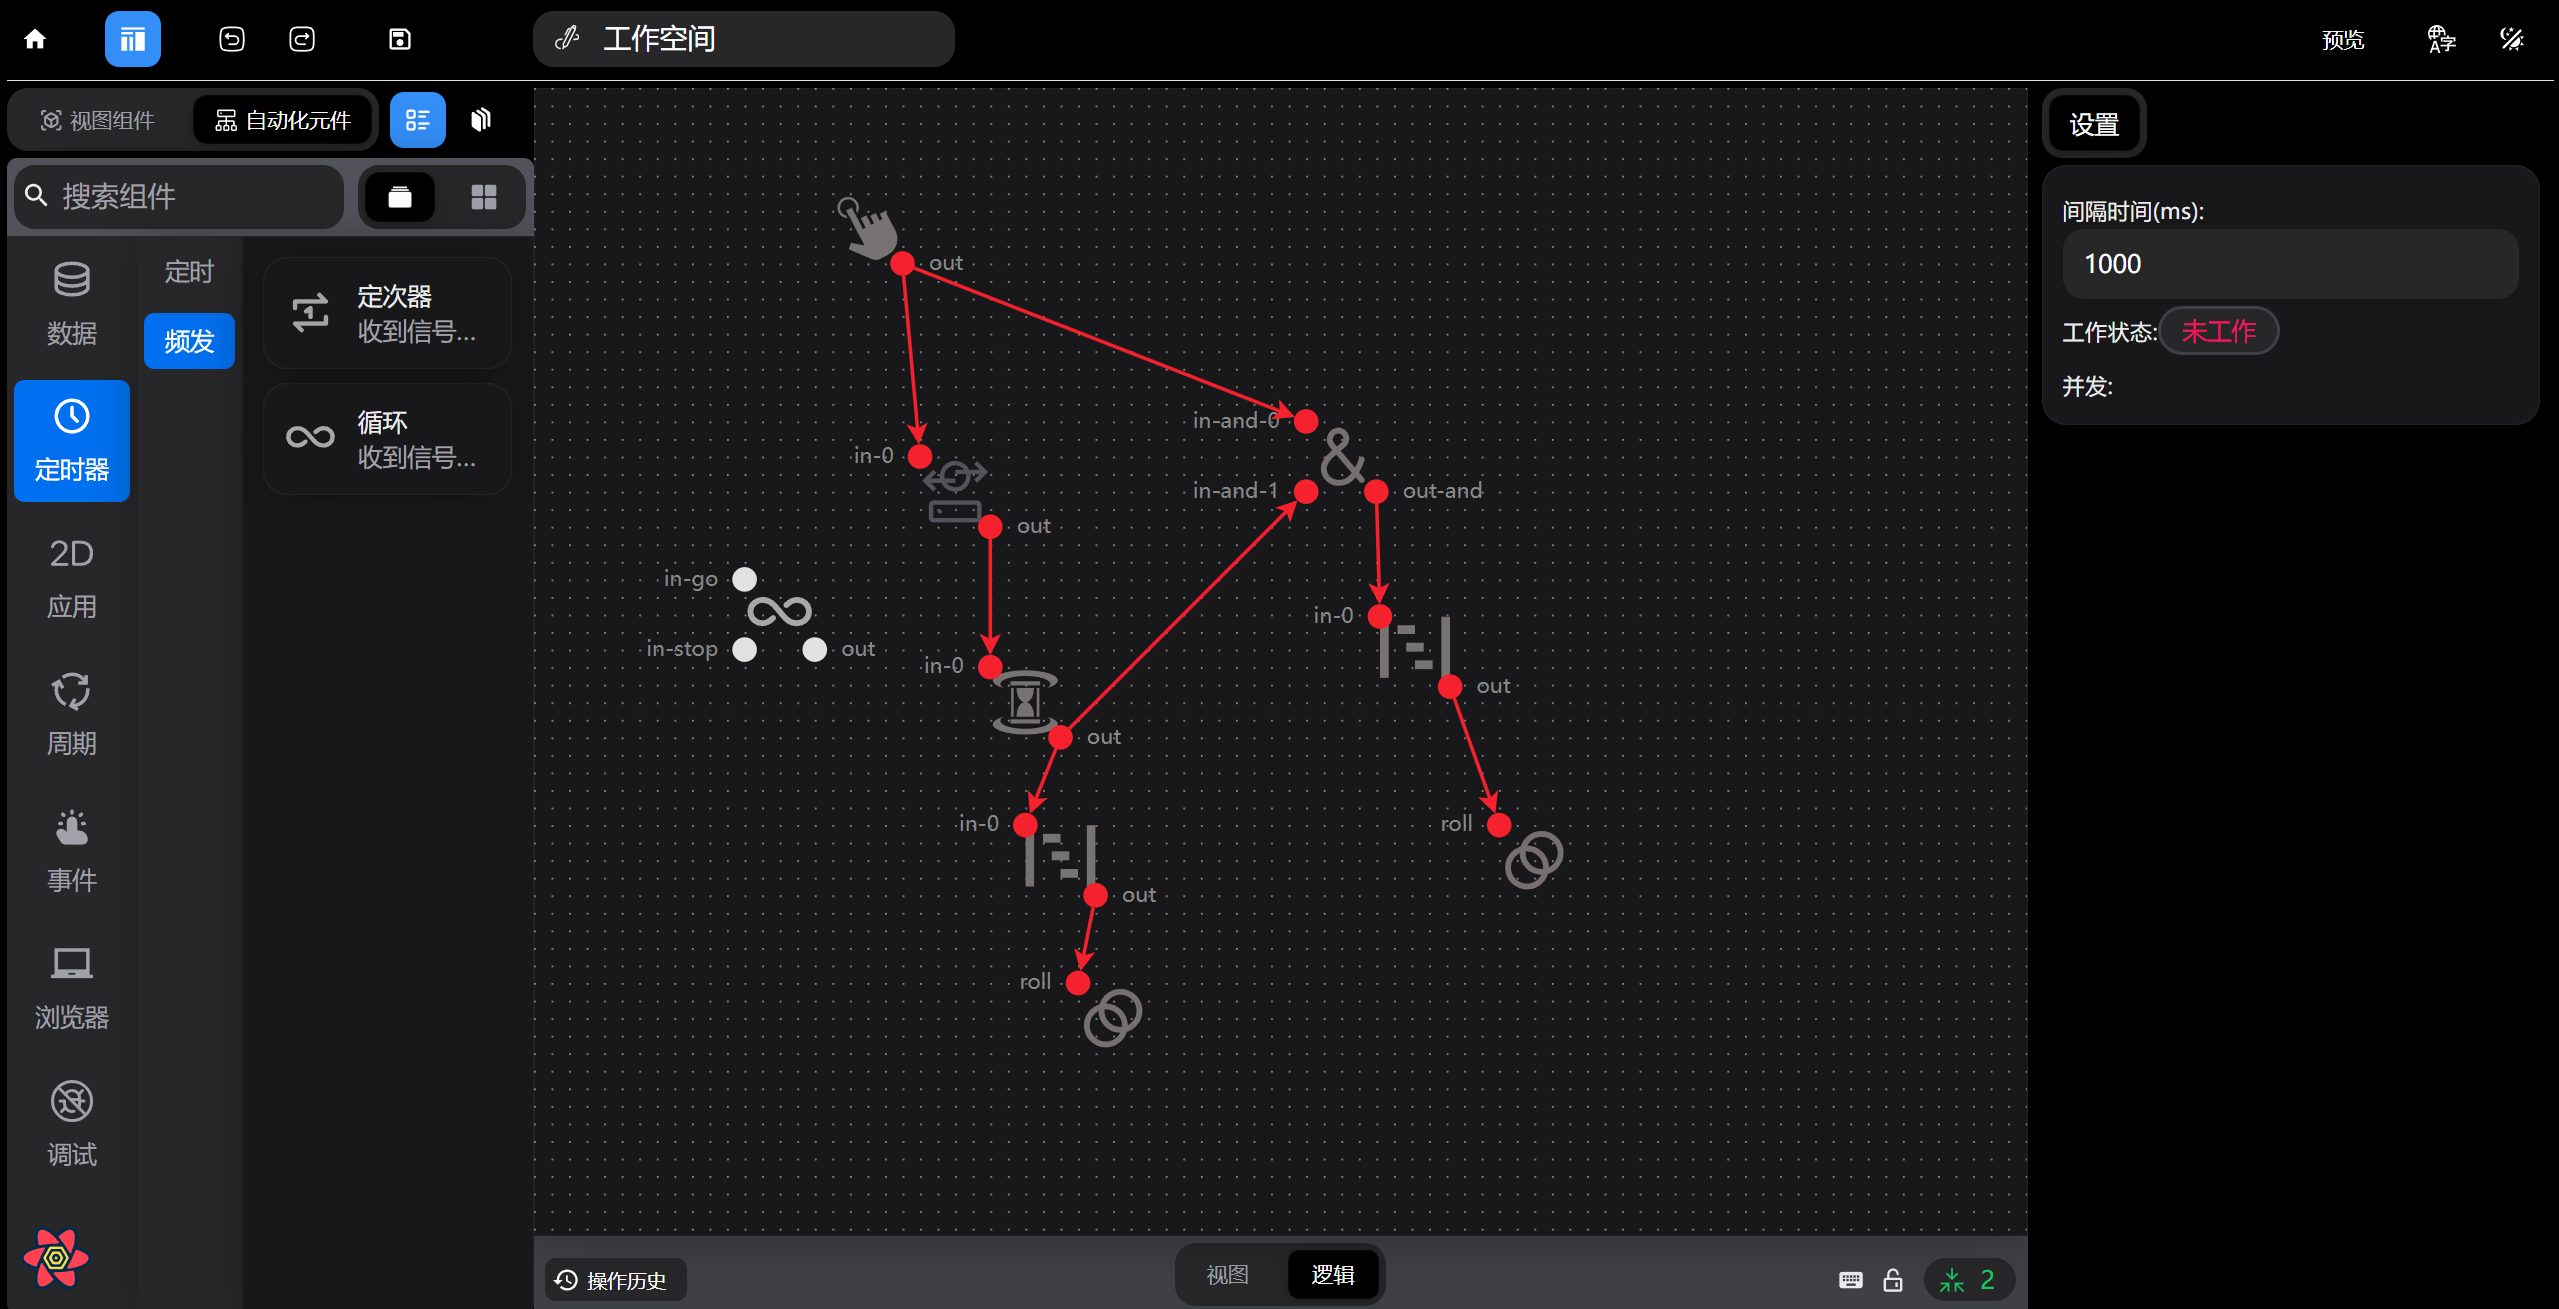 工作空间
预览
视图组件
自动化元件
搜索组件
数据
定时器
2D
应用
周期
事件
浏览器
调试
定时
频发
定次器
收到信号...
循环
收到信号...
out
in-0
out
in-and-0
in-and-1
out-and
in-go
in-stop
out
in-0
out
in-0
out
in-0
out
roll
roll
操作历史
视图
逻辑
2
设置
间隔时间(ms):
1000
工作状态:
未工作
并发: